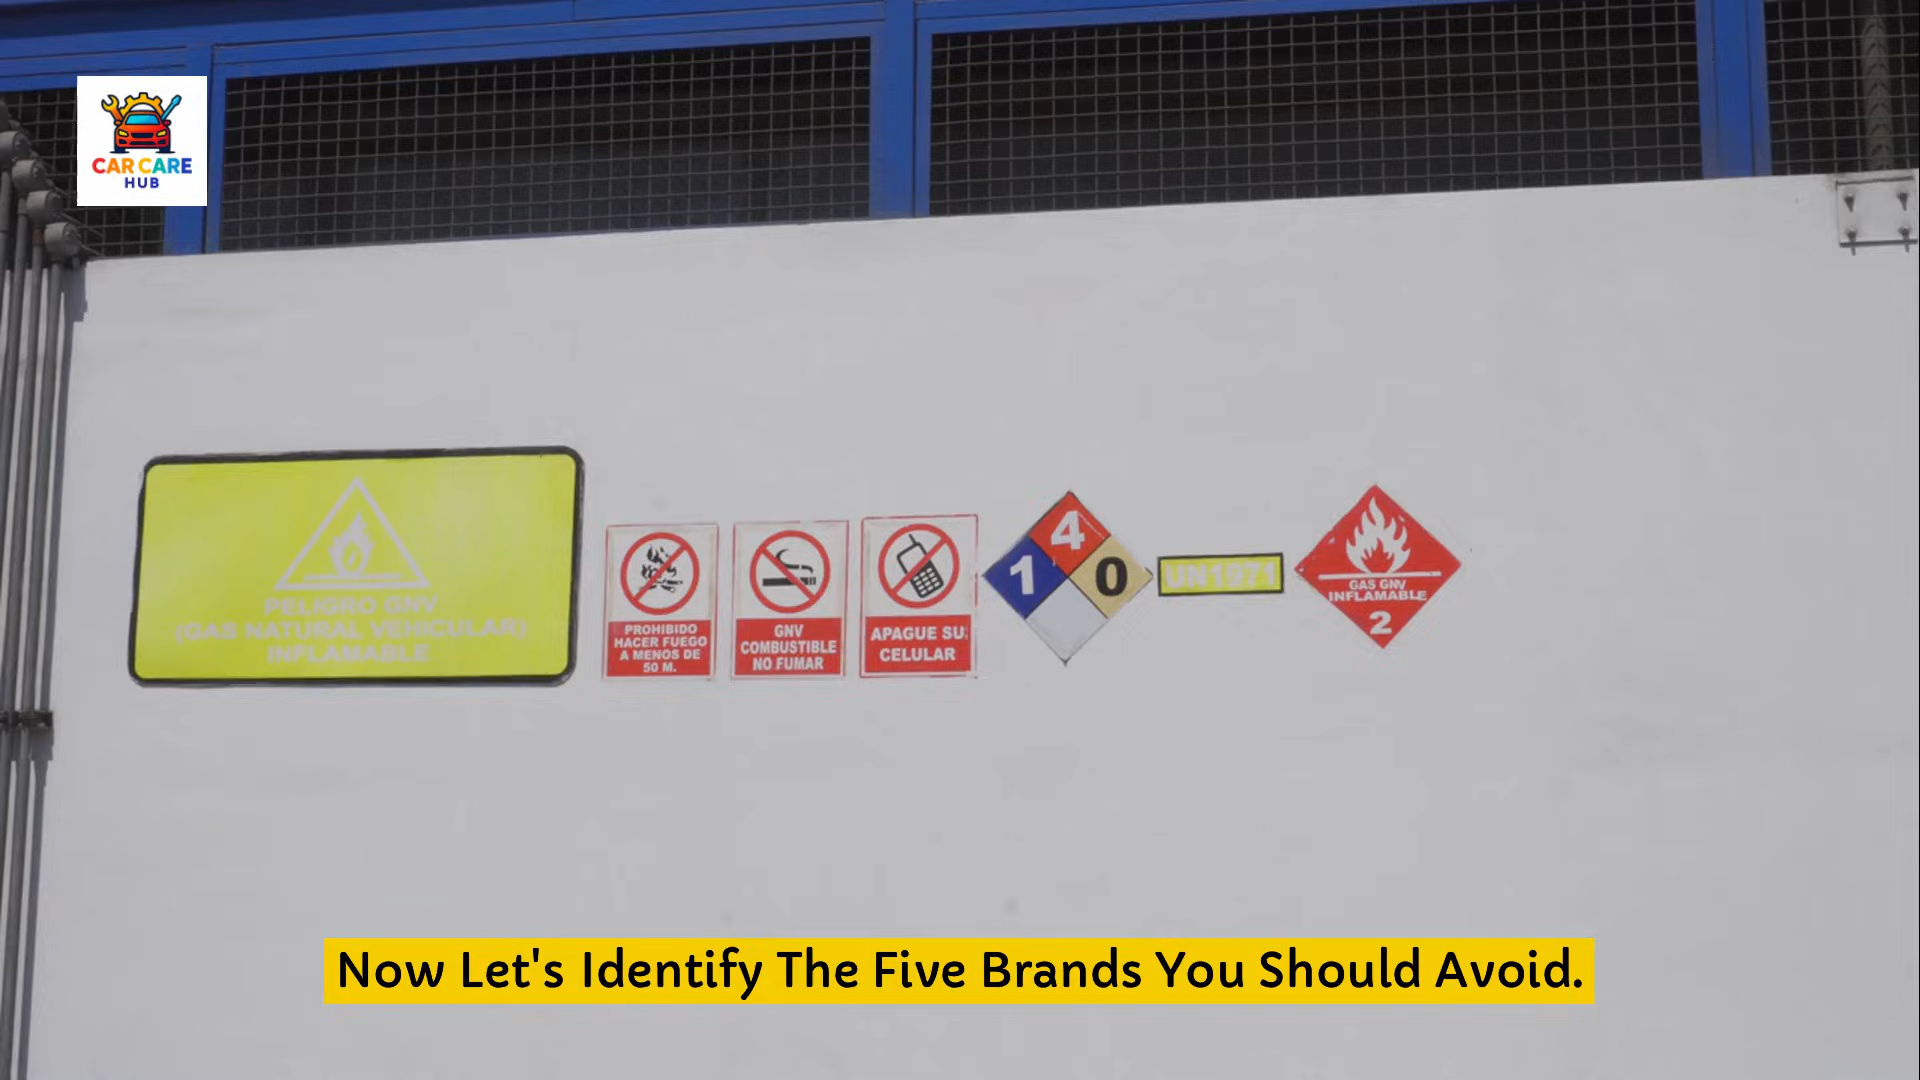 CAR CARE
HUB
PELIGRO GNV
(GAS NATURAL VEHICULAR)
INFLAMABLE
PROHIBIDO
HACER FUEGO
A MENOS DE
50 M.
GNV
COMBUSTIBLE
NO FUMAR
APAGUE SU
CELULAR
4
1
0
UN1971
GAS GNV
INFLAMABLE
2
Now Let's Identify The Five Brands You Should Avoid.